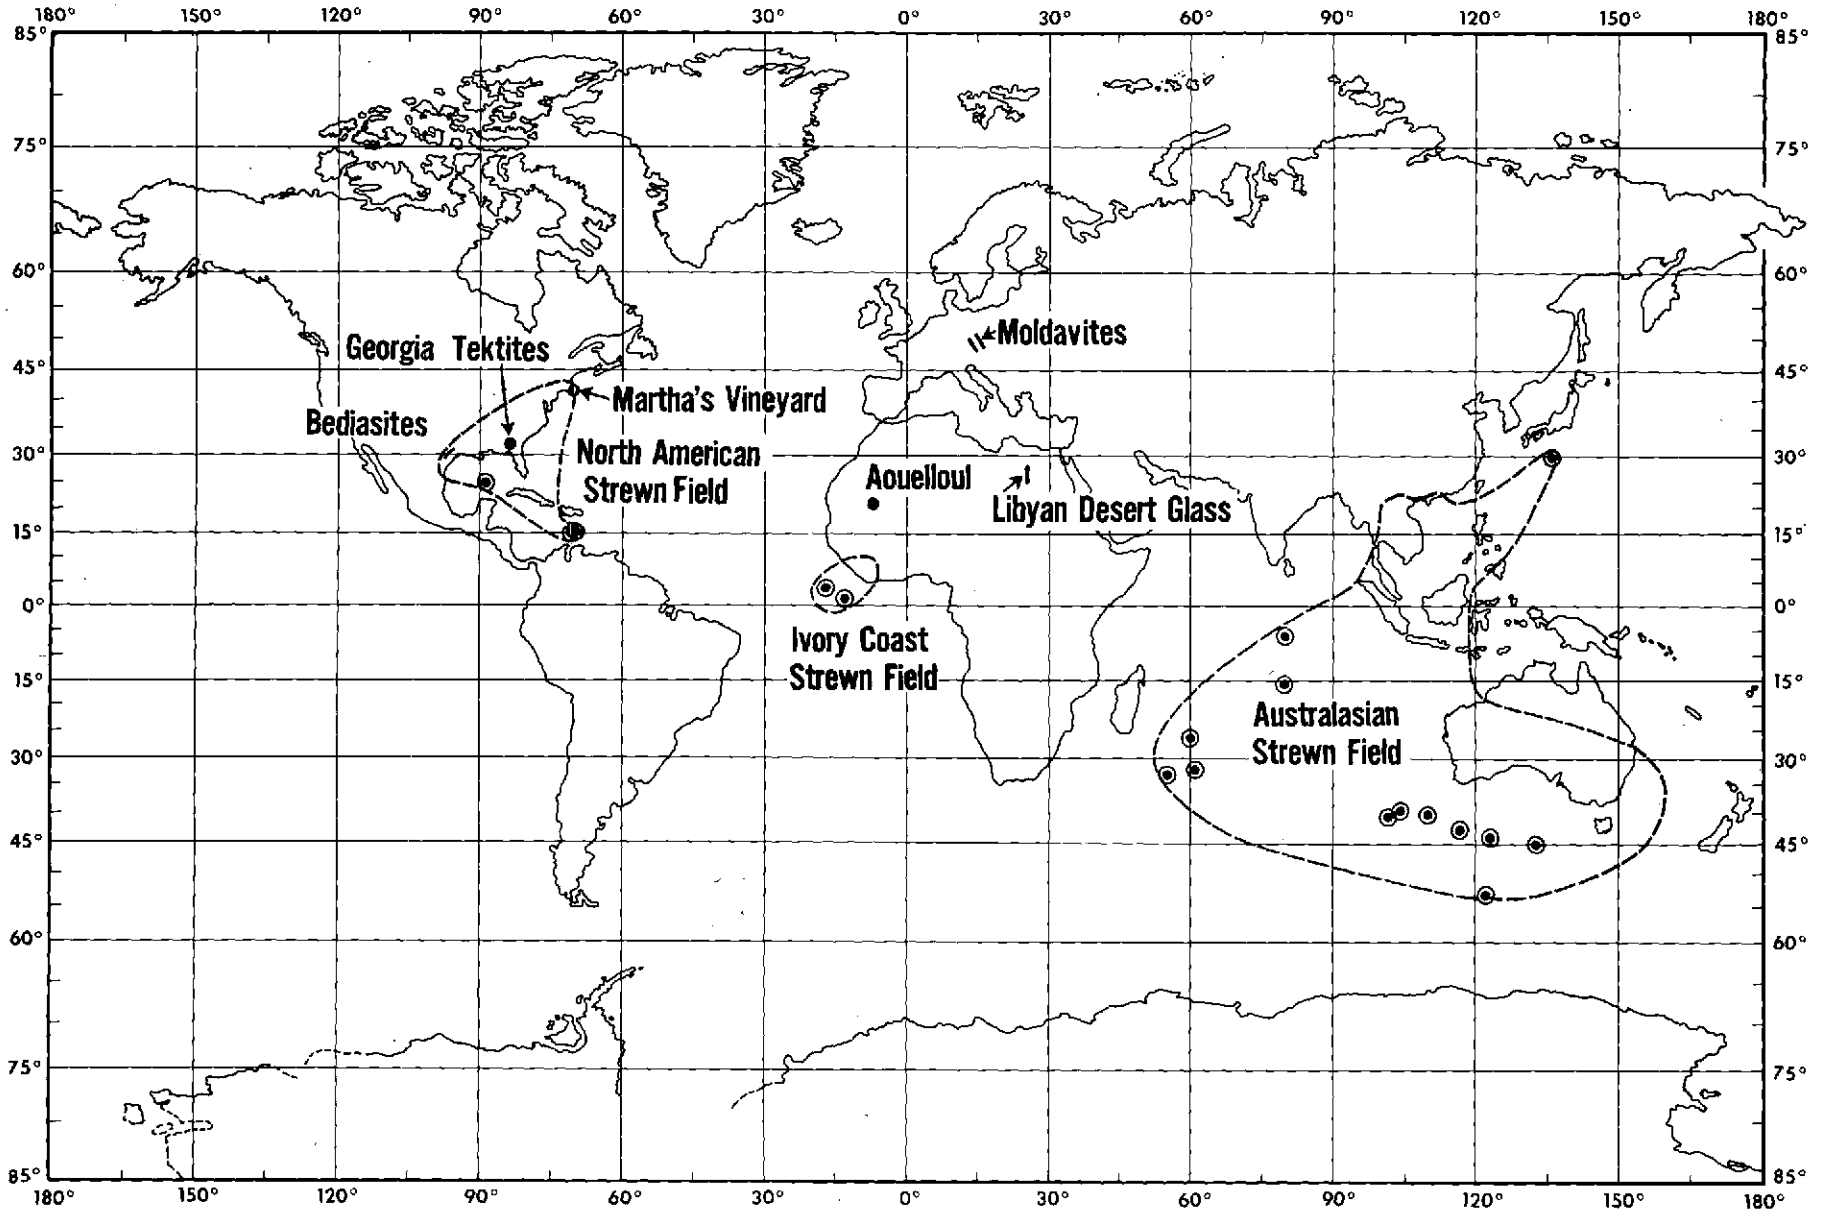 180° 150° 120° 90° 60° 30° 0° 30° 60° 90° 120° 150° 180°
85° 85°
75° 75°
60° 60°
Moldavites
Georgia Tektites
45° 45°
Martha's Vineyard
Bediasites
30° 30°
North American
Strewn Field
Aouelloul
Libyan Desert Glass
15° 15°
0° 0°
Ivory Coast
Strewn Field
15° 15°
Australasian
Strewn Field
30° 30°
45° 45°
60° 60°
75° 75°
85° 85°
180° 150° 120° 90° 60° 30° 0° 30° 60° 90° 120° 150° 180°